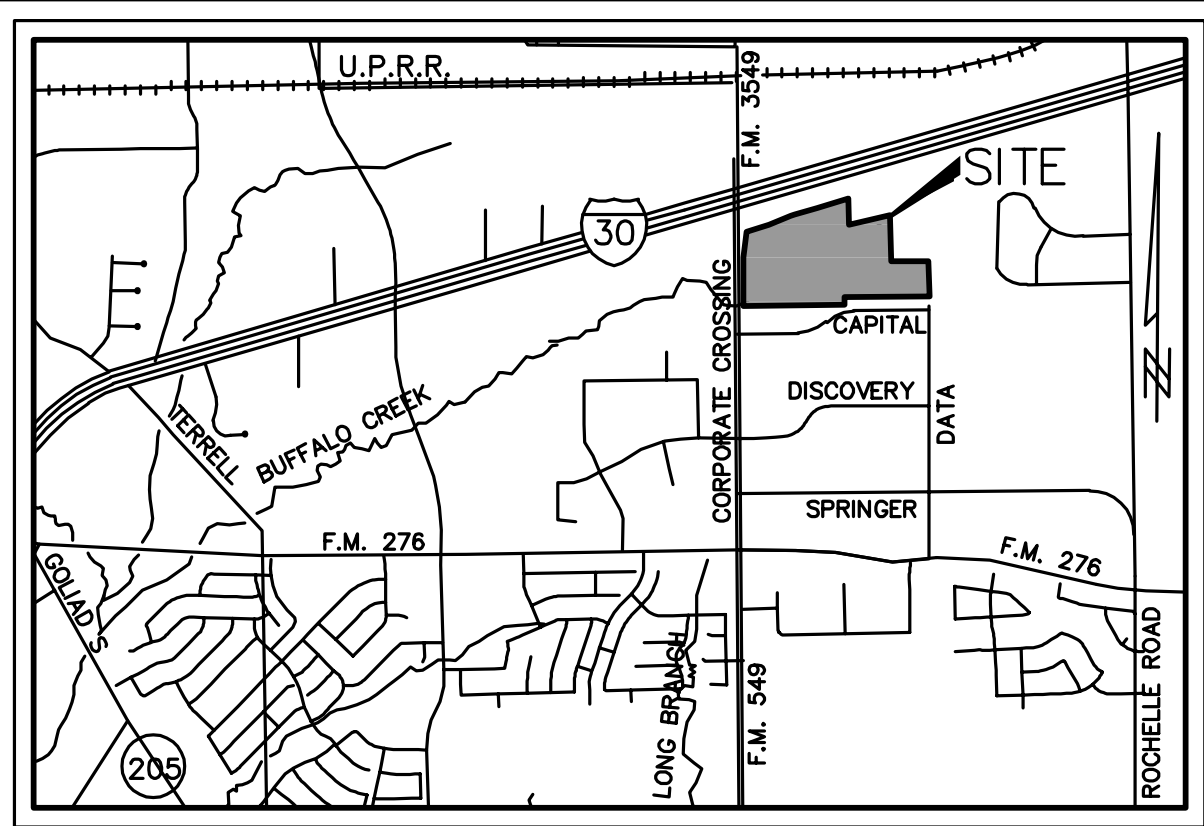 U.P.R.R.
F.M. 3549
SITE
30
CORPORATE CROSSING
CAPITAL
DISCOVERY
DATA
TERRELL
BUFFALO CREEK
SPRINGER
F.M. 276
F.M. 276
GOLIAD S
LONG BRANCH
F.M. 549
ROCHELLE ROAD
205
N